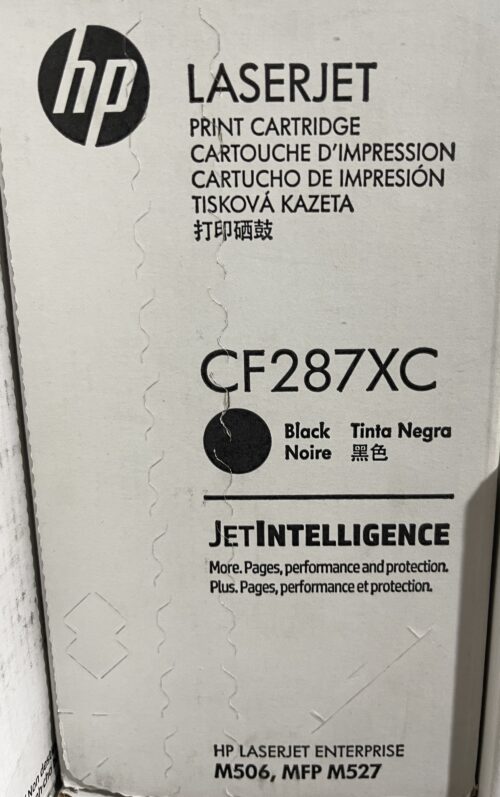 hp
LASERJET
PRINT CARTRIDGE
CARTOUCHE D'IMPRESSION
CARTUCHO DE IMPRESIÓN
TISKOVÁ KAZETA
打印硒鼓
CF287XC
Black Tinta Negra
Noire 黑色
JETINTELLIGENCE
More. Pages, performance and protection.
Plus. Pages, performance et protection.
HP LASERJET ENTERPRISE
M506, MFP M527